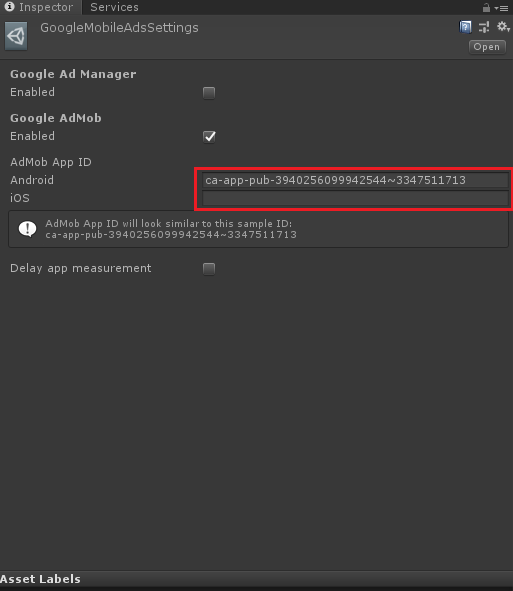 Inspector Services
GoogleMobileAdsSettings
Open
Google Ad Manager
Enabled
Google AdMob
Enabled
AdMob App ID
Android ca-app-pub-3940256099942544~3347511713
iOS
AdMob App ID will look similar to this sample ID:
ca-app-pub-3940256099942544~3347511713
Delay app measurement
Asset Labels